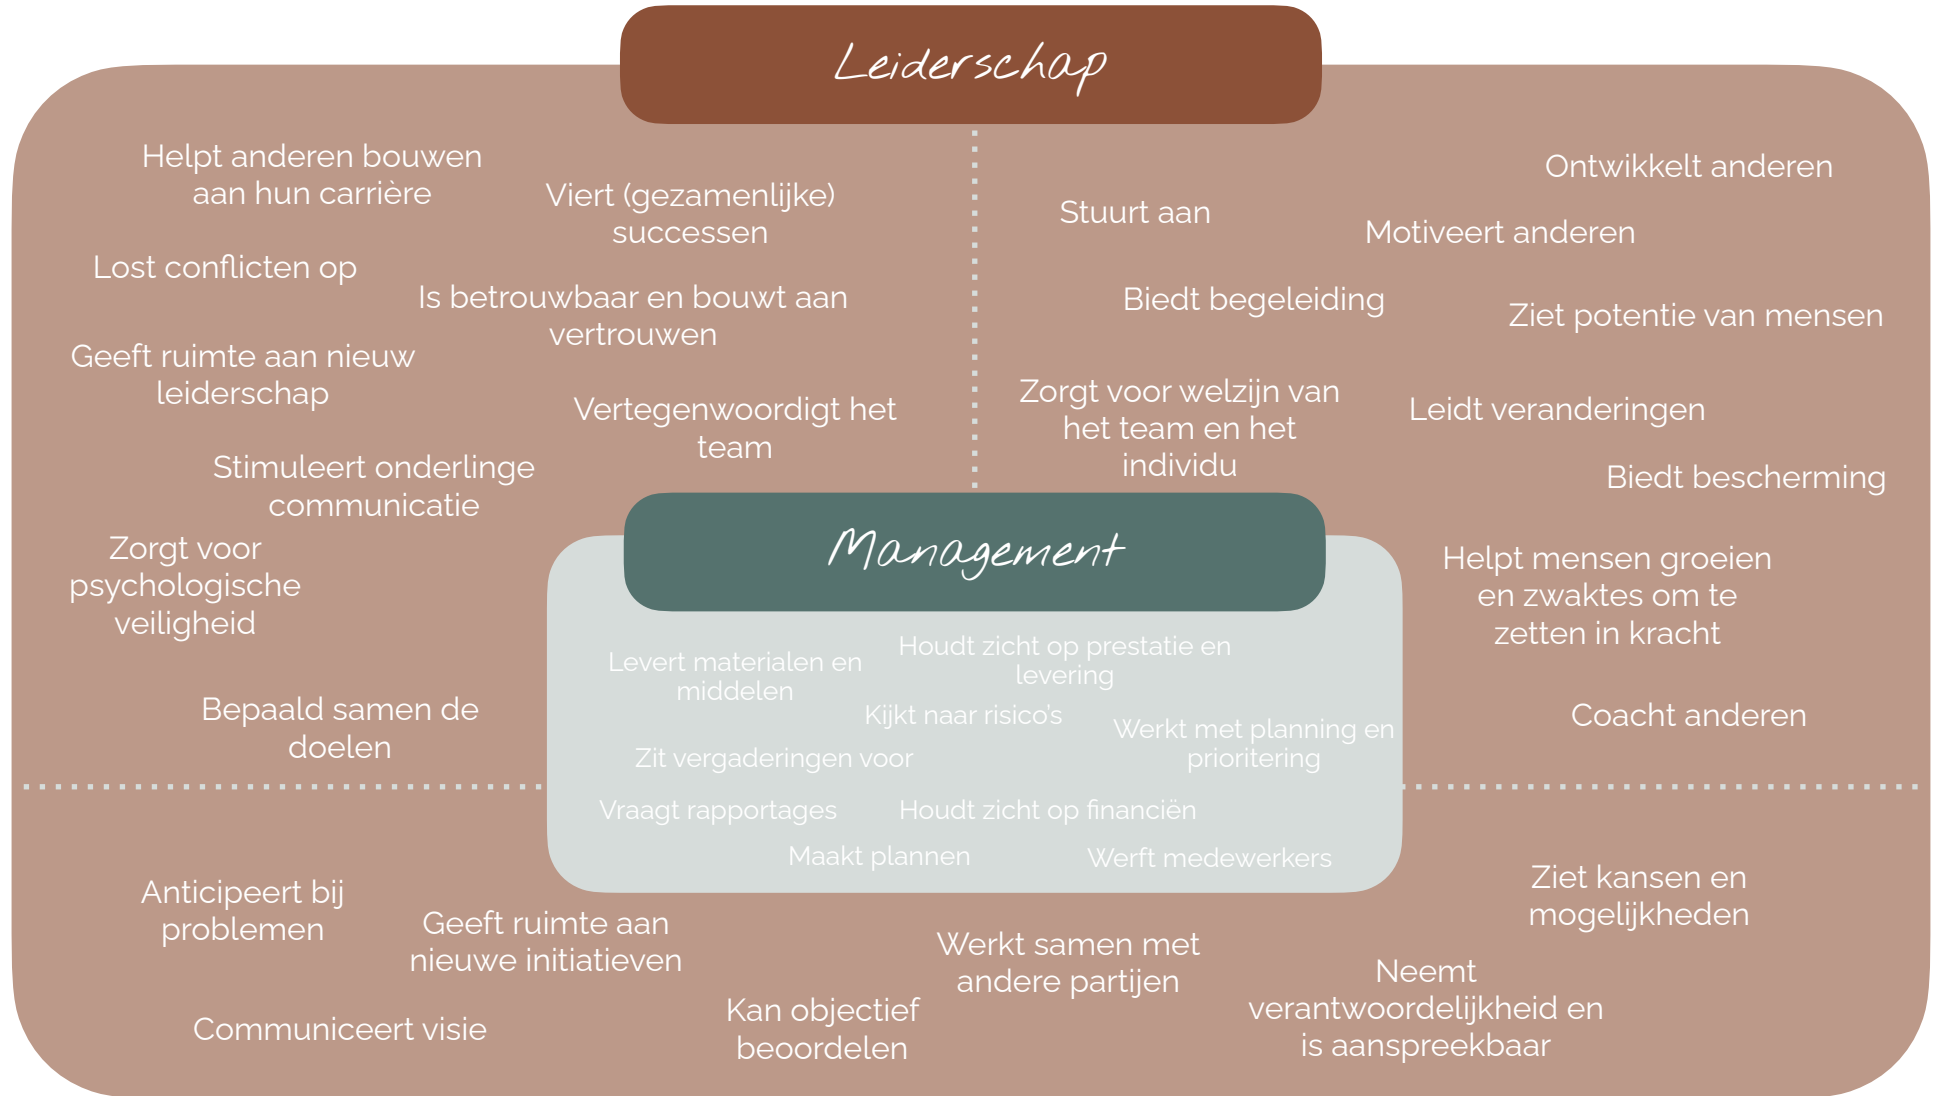 Leiderschap
Helpt anderen bouwen
aan hun carrière
Viert (gezamenlijke)
successen
Lost conflicten op
Is betrouwbaar en bouwt aan
vertrouwen
Geeft ruimte aan nieuw
leiderschap
Vertegenwoordigt het
team
Stimuleert onderlinge
communicatie
Zorgt voor
psychologische
veiligheid
Bepaald samen de
doelen
Ontwikkelt anderen
Stuurt aan
Motiveert anderen
Biedt begeleiding
Ziet potentie van mensen
Zorgt voor welzijn van
het team en het
individu
Leidt veranderingen
Biedt bescherming
Helpt mensen groeien
en zwaktes om te
zetten in kracht
Coacht anderen
Management
Levert materialen en
middelen
Houdt zicht op prestatie en
levering
Kijkt naar risico's
Werkt met planning en
prioritering
Zit vergaderingen voor
Vraagt rapportages
Houdt zicht op financiën
Maakt plannen
Werft medewerkers
Anticipeert bij
problemen
Geeft ruimte aan
nieuwe initiatieven
Communiceert visie
Kan objectief
beoordelen
Werkt samen met
andere partijen
Ziet kansen en
mogelijkheden
Neemt
verantwoordelijkheid en
is aanspreekbaar